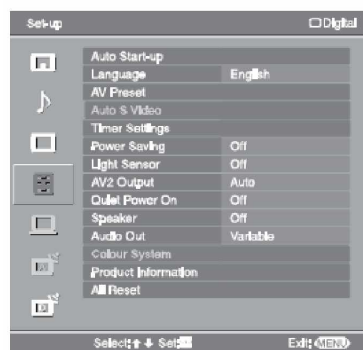 Set-up Digital
Auto Start-up
Language English
AV Preset
Auto S Video
Timer Settings
Power Saving Off
Light Sensor Off
AV2 Output Auto
Quiet Power On Off
Speaker Off
Audio Out Variable
Colour System
Product Information
All Reset
Select: Set: Exit: MENU